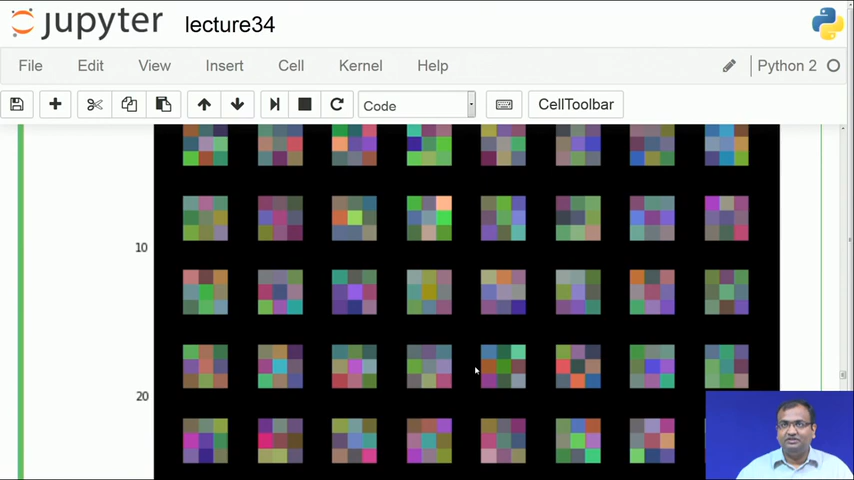 jupyter lecture34
File Edit View Insert Cell Kernel Help Python 2
Code CellToolbar
10
20